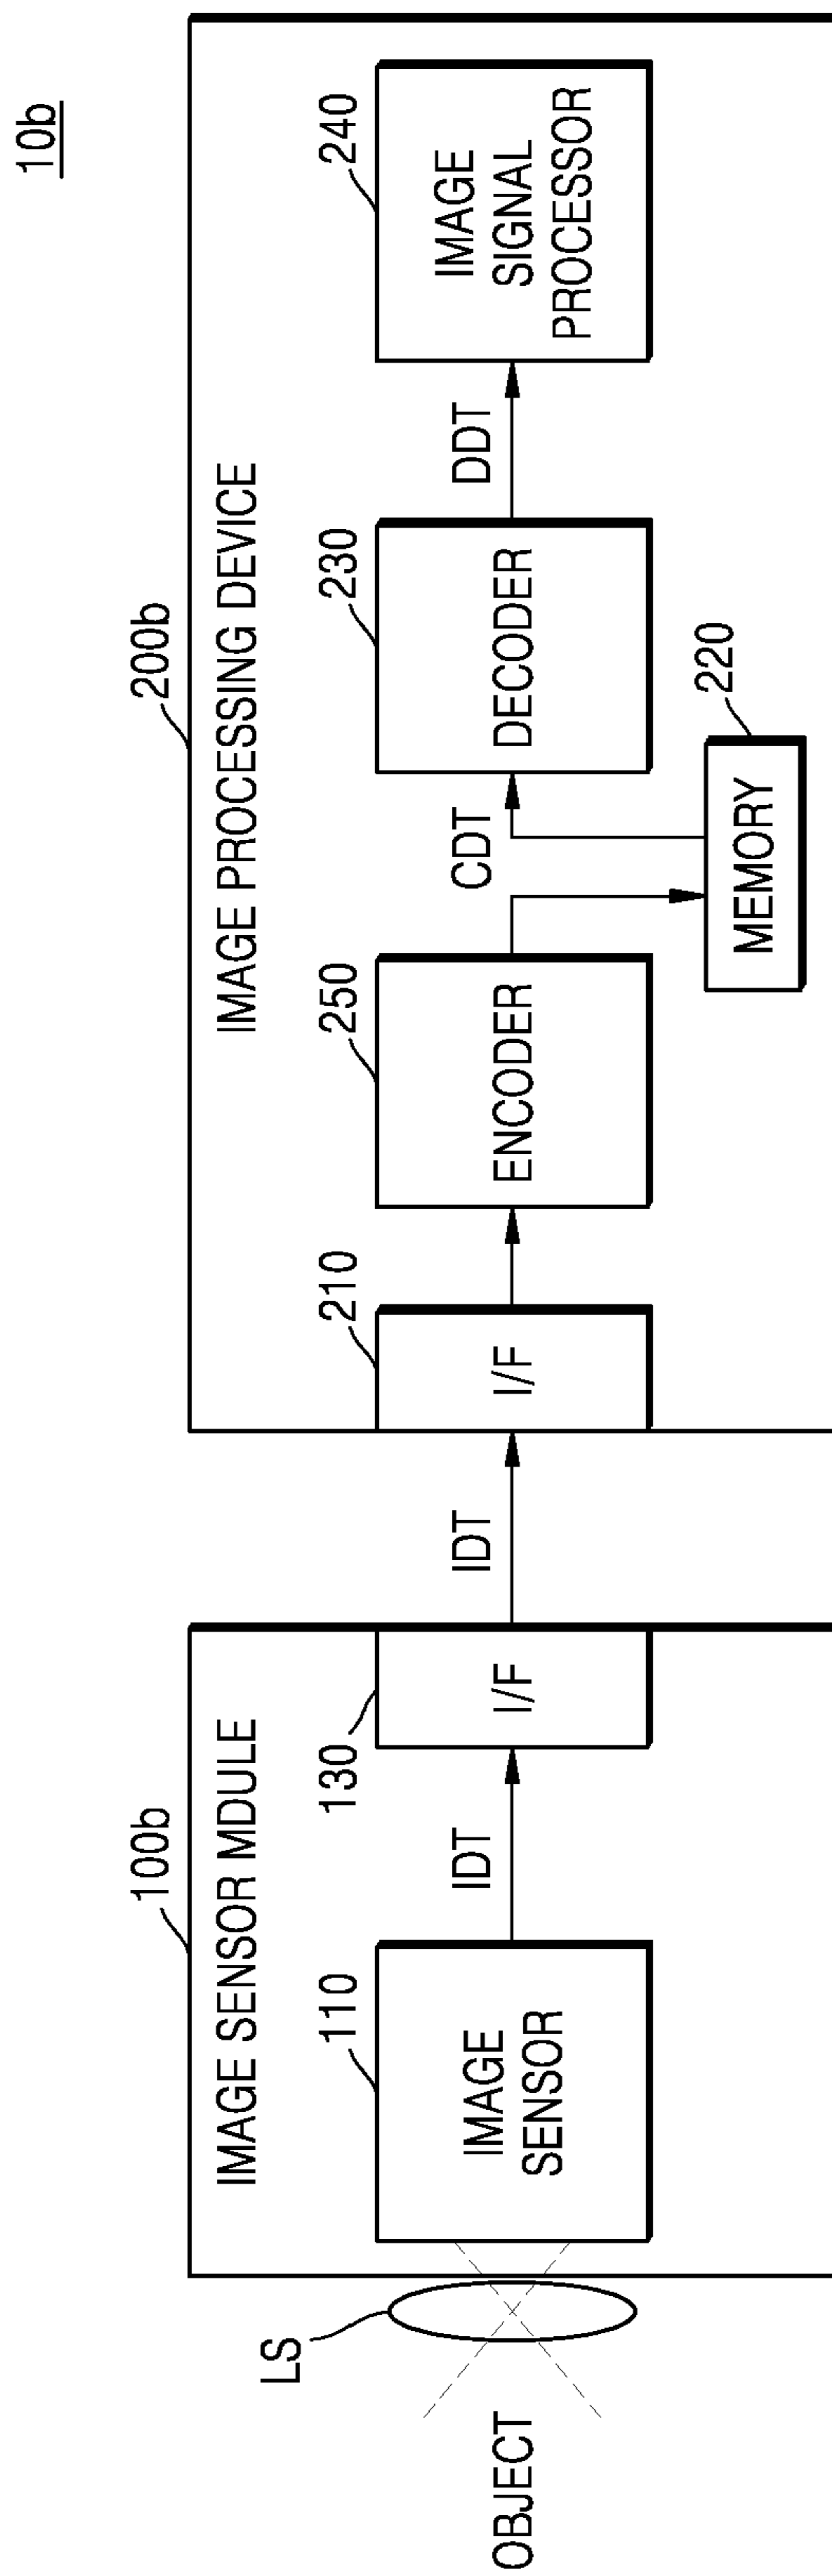 10b
100b
200b
IMAGE SENSOR MDULE
IMAGE PROCESSING DEVICE
LS
110
130
210
250
230
240
OBJECT
IMAGE
SENSOR
IDT
I/F
IDT
I/F
ENCODER
CDT
DECODER
DDT
IMAGE
SIGNAL
PROCESSOR
220
MEMORY